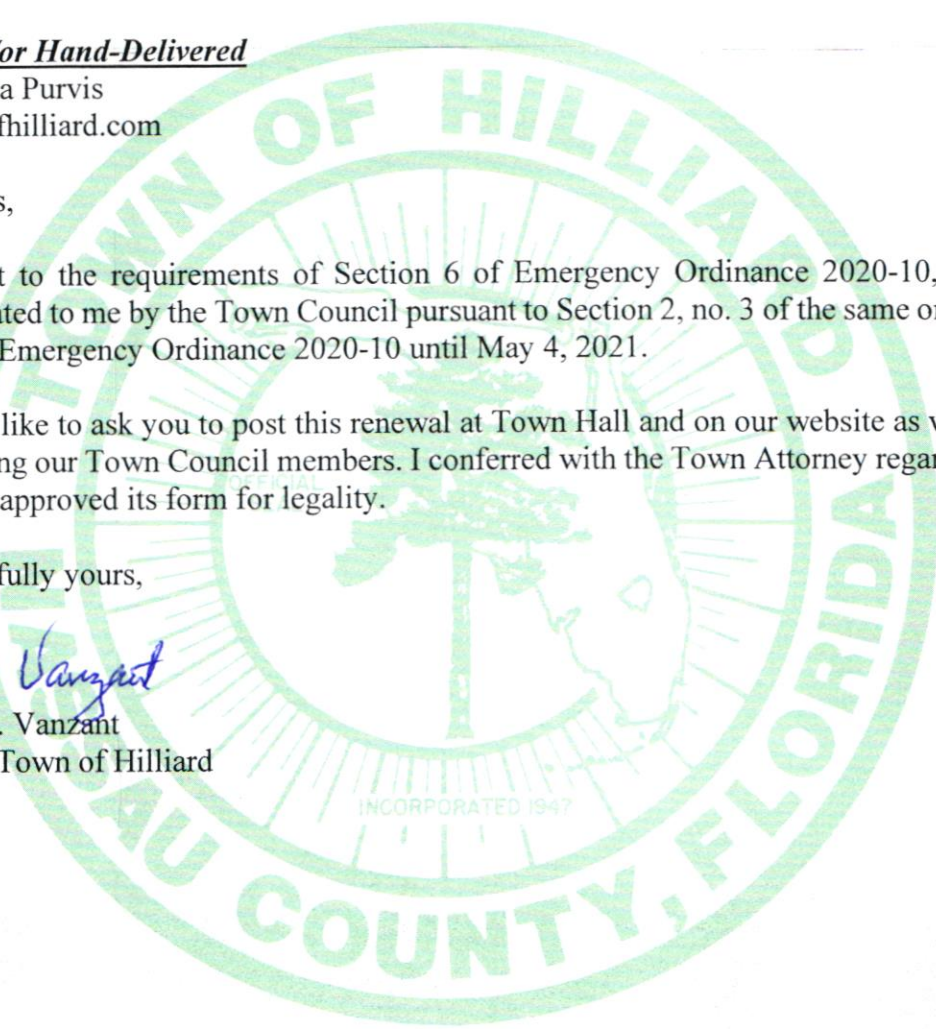 /or Hand-Delivered
a Purvis
fhilliard.com
s,
t to the requirements of Section 6 of Emergency Ordinance 2020-10,
ted to me by the Town Council pursuant to Section 2, no. 3 of the same or
Emergency Ordinance 2020-10 until May 4, 2021.
like to ask you to post this renewal at Town Hall and on our website as w
ng our Town Council members. I conferred with the Town Attorney regar
approved its form for legality.
fully yours,
Vanzant
. Vanzant
Town of Hilliard
TOWN OF HILLIARD
OFFICIAL
INCORPORATED 1947
SSAU COUNTY, FLORIDA